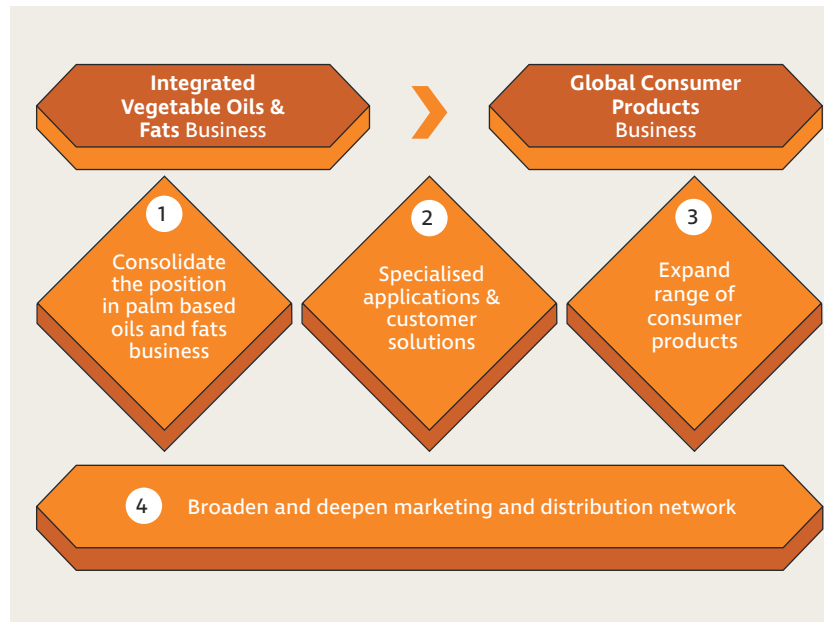 Integrated
Vegetable Oils &
Fats Business
Global Consumer
Products
Business
1
Consolidate
the position
in palm based
oils and fats
business
2
Specialised
applications &
customer
solutions
3
Expand
range of
consumer
products
4 Broaden and deepen marketing and distribution network